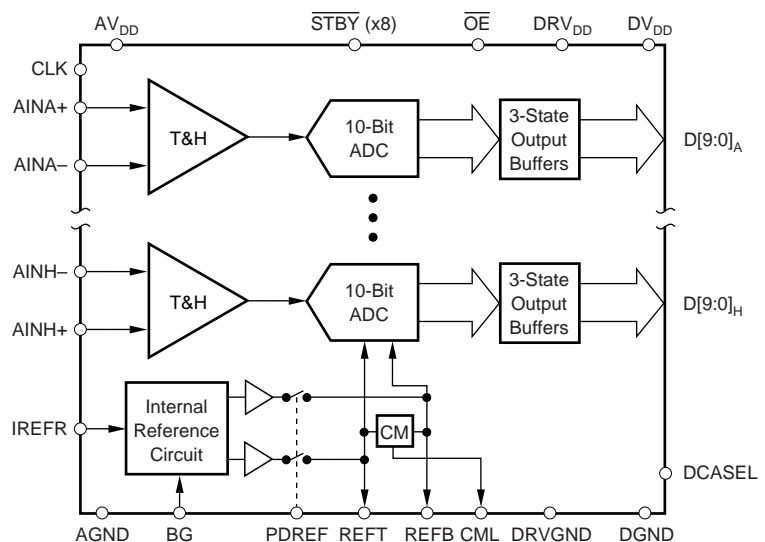 AVDD STBY (x8) OE DRVDD DVDD
CLK
AINA+
AINA–
T&H
10-Bit
ADC
3-State
Output
Buffers
D[9:0]A
AINH–
AINH+
T&H
10-Bit
ADC
3-State
Output
Buffers
D[9:0]H
IREFR
Internal
Reference
Circuit
CM
DCASEL
AGND BG PDREF REFT REFB CML DRVGND DGND